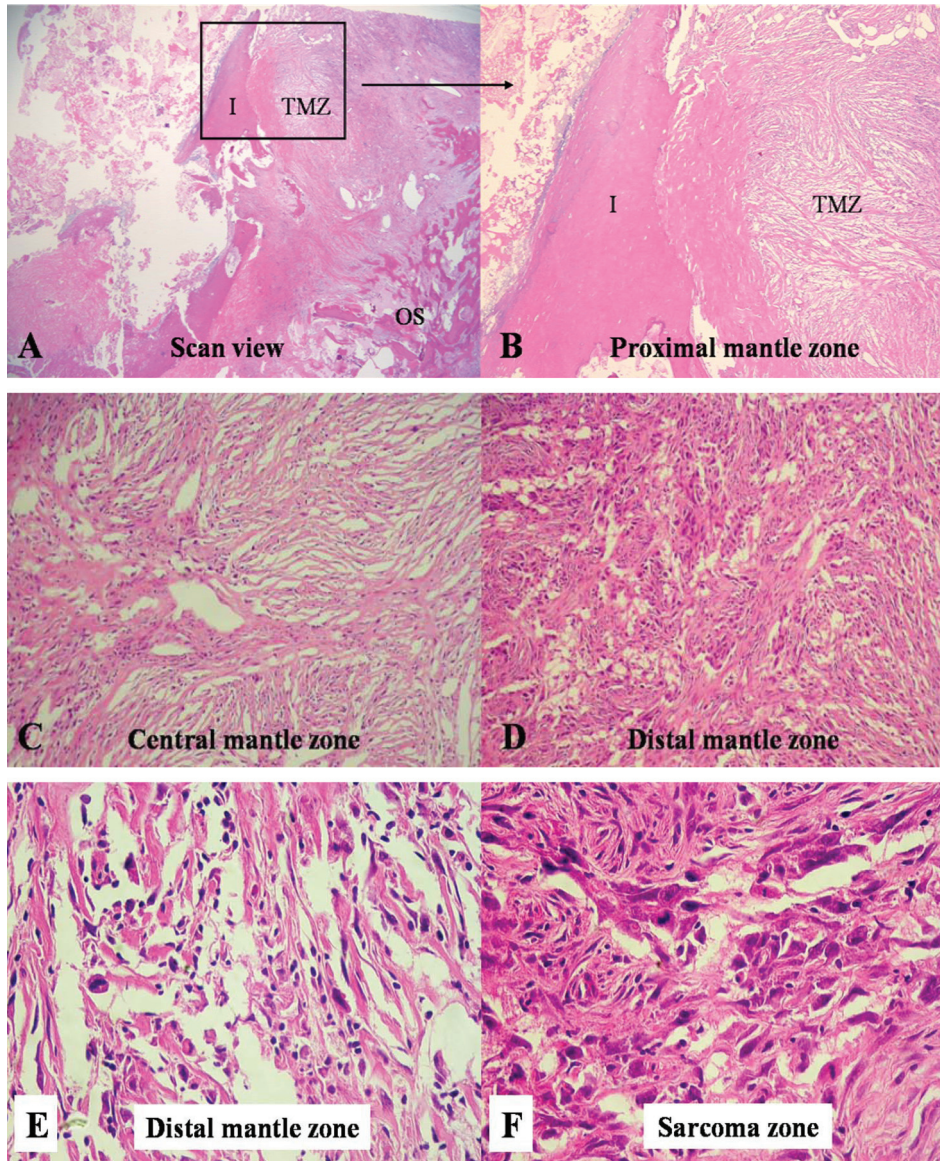 I
TMZ
OS
A
Scan view
I
TMZ
B
Proximal mantle zone
C
Central mantle zone
D
Distal mantle zone
E
Distal mantle zone
F
Sarcoma zone